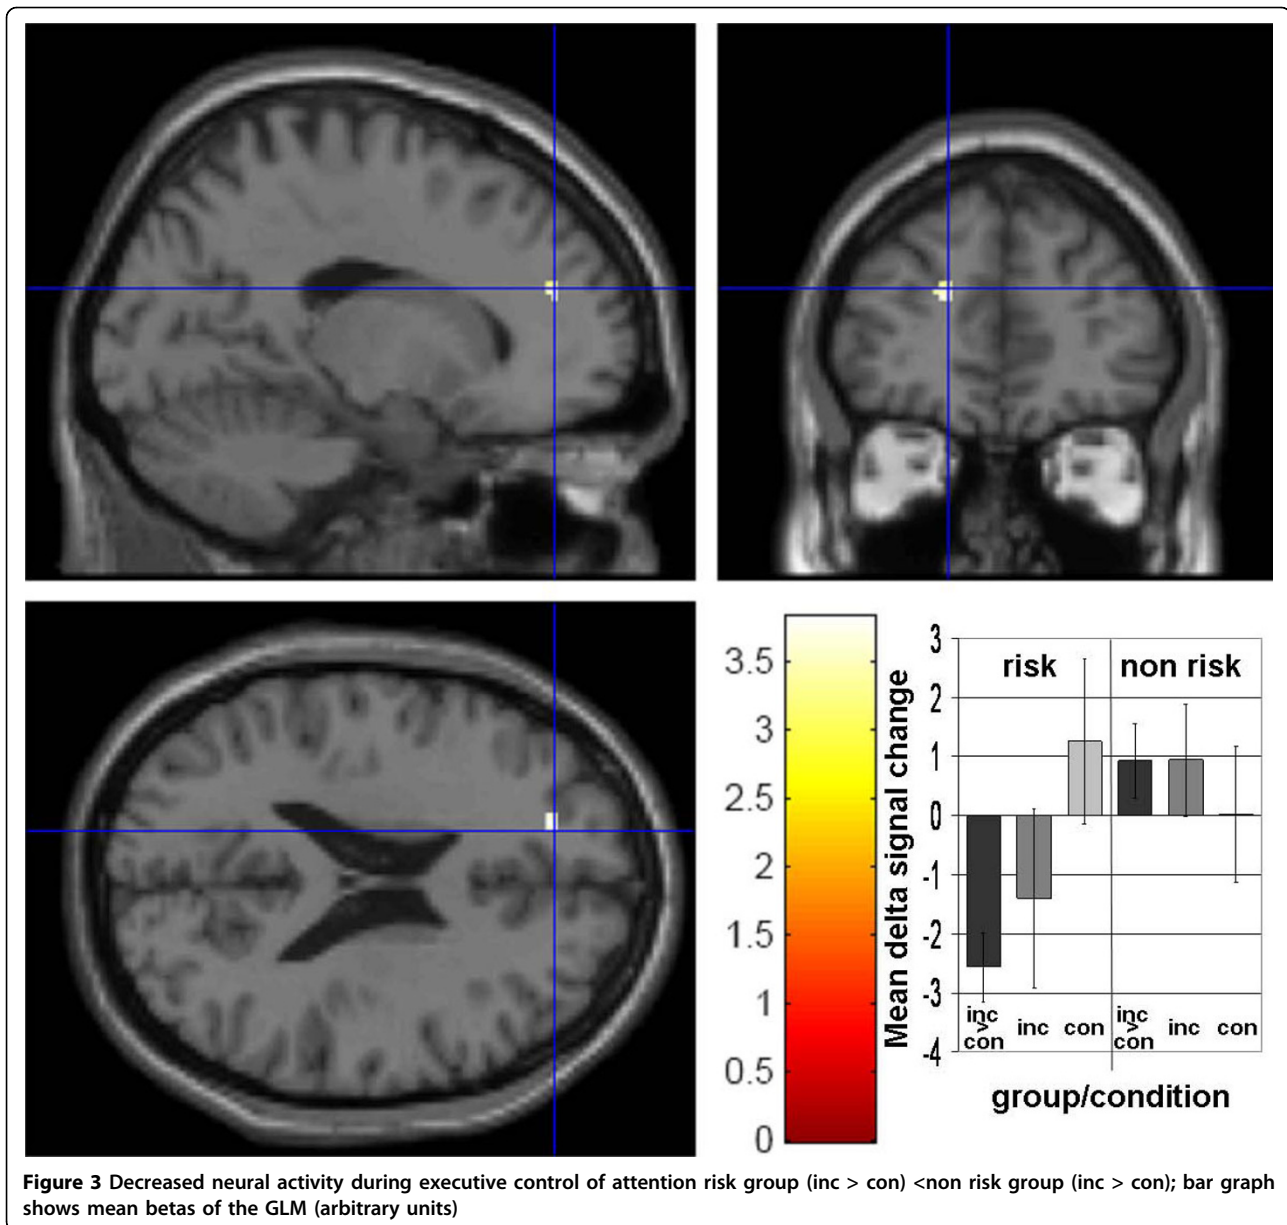 3.5
3
2.5
2
1.5
1
0.5
0
Mean delta signal change
3
2
1
0
-1
-2
-3
-4
risk
non risk
inc > con
inc
con
inc > con
inc
con
group/condition
Figure 3 Decreased neural activity during executive control of attention risk group (inc > con) <non risk group (inc > con); bar graph
shows mean betas of the GLM (arbitrary units)